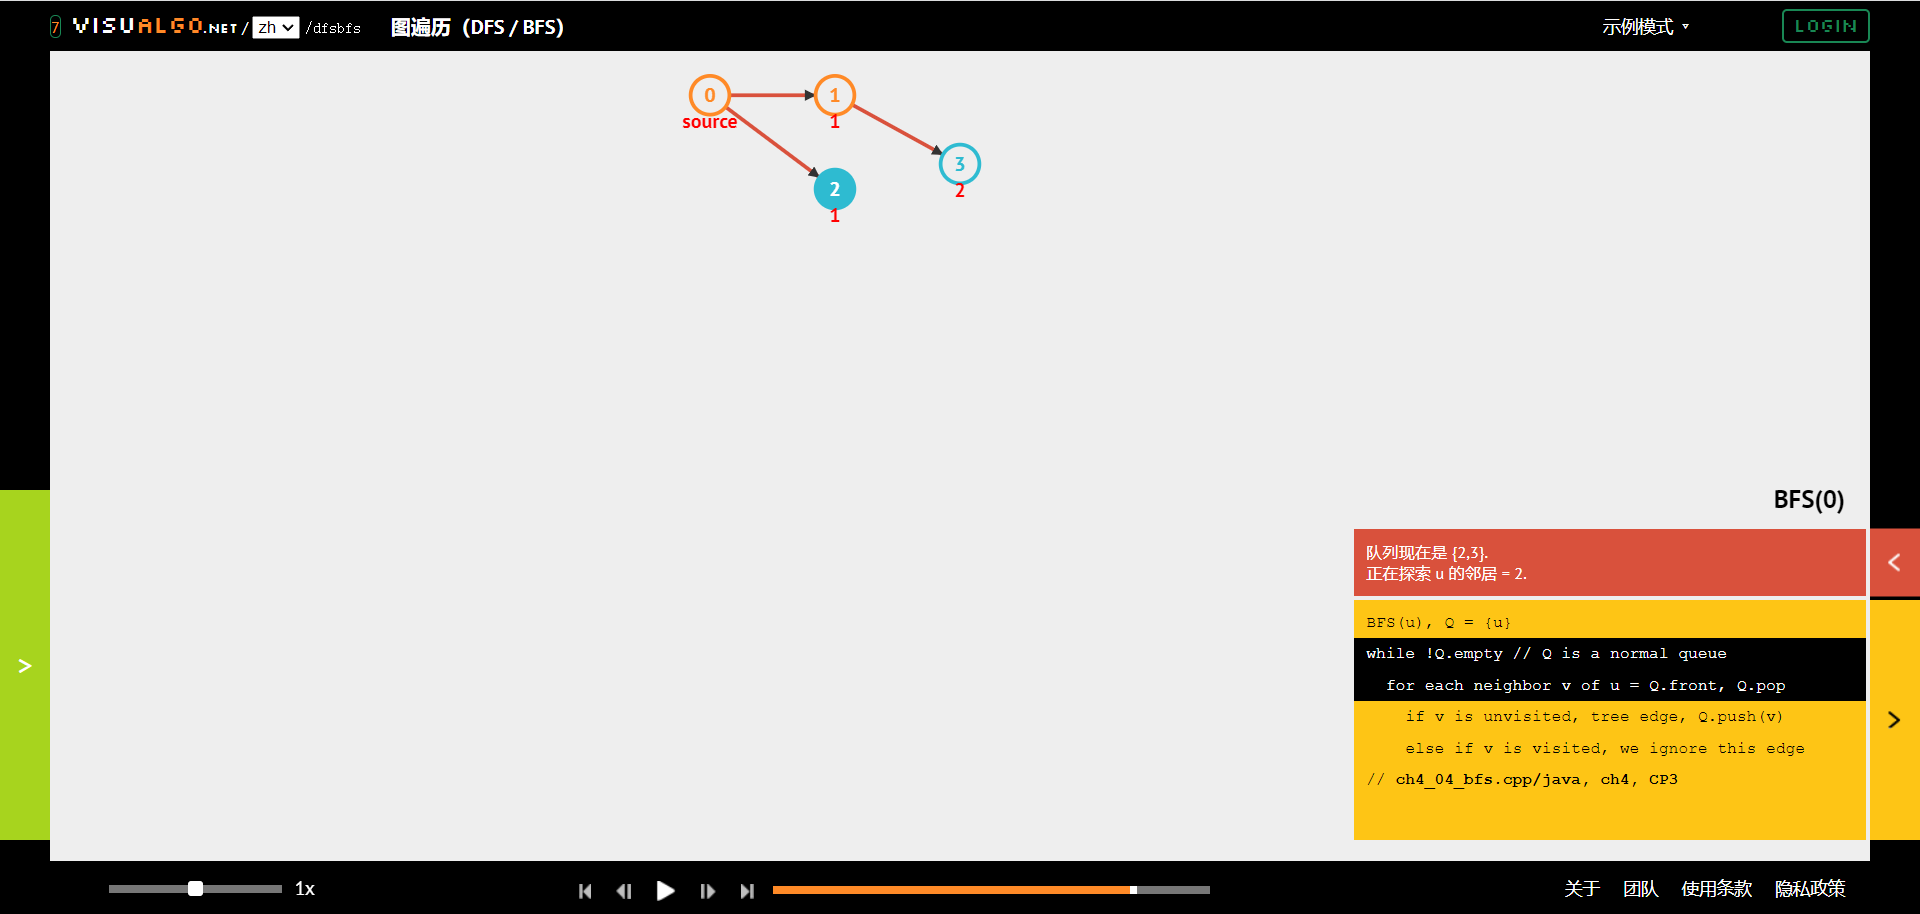 7 VISUALGO.NET / zh /dfsbfs 图遍历（DFS / BFS） 示例模式 LOGIN
0 1
source 1
3
2 2
1
BFS(0)
队列现在是 {2,3}.
正在探索 u 的邻居 = 2.
BFS(u), Q = {u}
while !Q.empty // Q is a normal queue
for each neighbor v of u = Q.front, Q.pop
if v is unvisited, tree edge, Q.push(v)
else if v is visited, we ignore this edge
// ch4_04_bfs.cpp/java, ch4, CP3
1x 关于 团队 使用条款 隐私政策